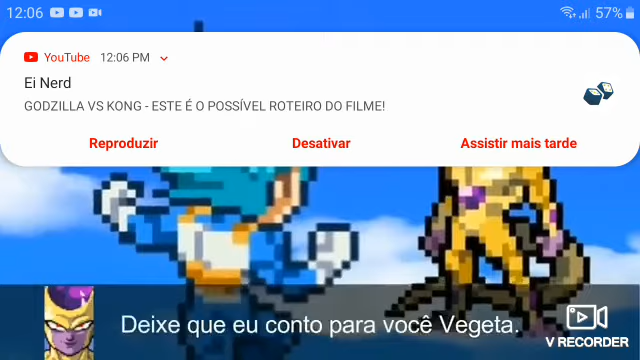 12:06 57%
YouTube 12:06 PM
Ei Nerd
GODZILLA VS KONG - ESTE É O POSSÍVEL ROTEIRO DO FILME!
Reproduzir Desativar Assistir mais tarde
Deixe que eu conto para você Vegeta.
V RECORDER